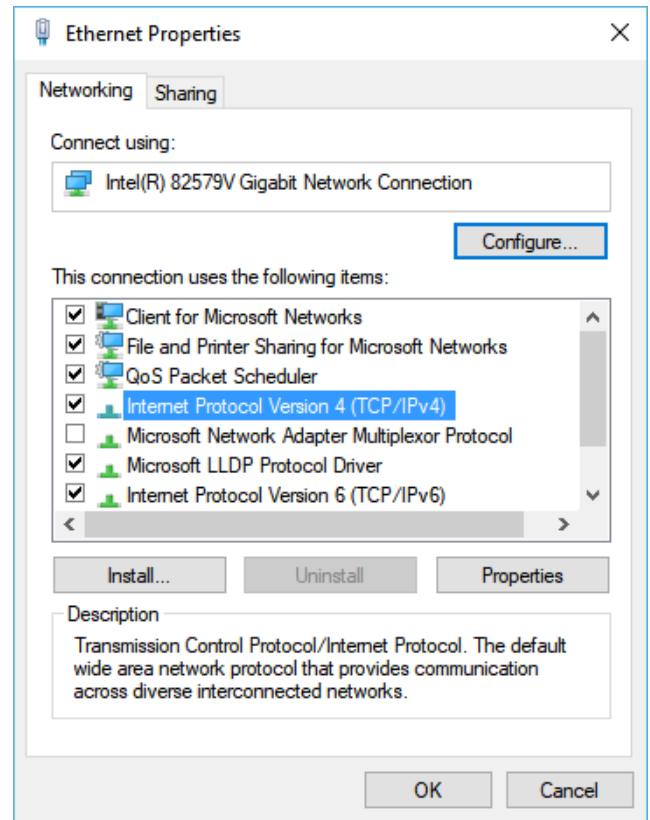 Ethernet Properties
Networking
Sharing
Connect using:
Intel(R) 82579V Gigabit Network Connection
Configure...
This connection uses the following items:
Client for Microsoft Networks
File and Printer Sharing for Microsoft Networks
QoS Packet Scheduler
Internet Protocol Version 4 (TCP/IPv4)
Microsoft Network Adapter Multiplexor Protocol
Microsoft LLDP Protocol Driver
Internet Protocol Version 6 (TCP/IPv6)
Install...
Uninstall
Properties
Description
Transmission Control Protocol/Internet Protocol. The default
wide area network protocol that provides communication
across diverse interconnected networks.
OK
Cancel